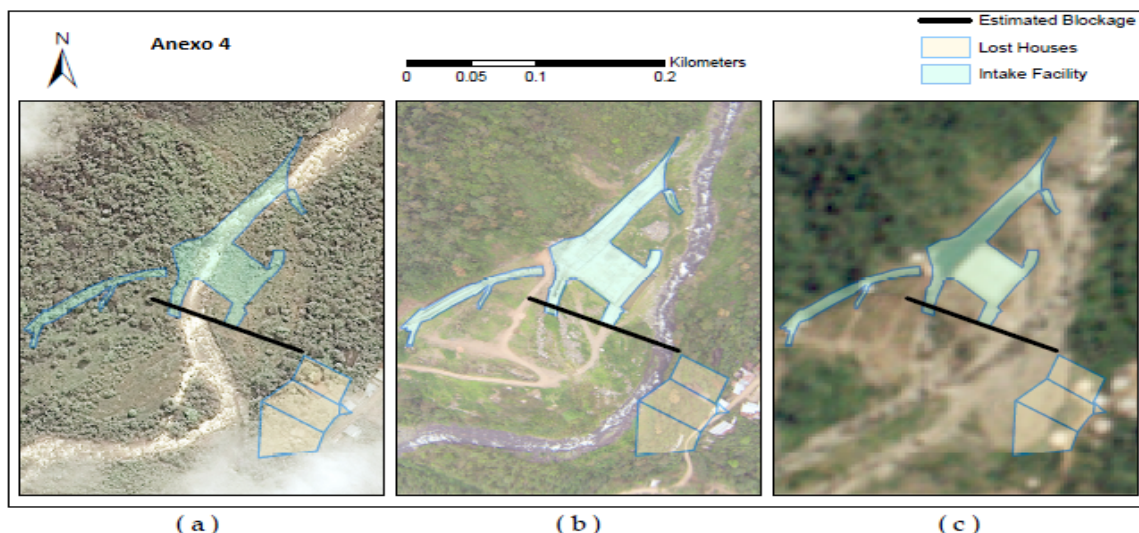 Estimated Blockage
N
Anexo 4
Kilometers
Lost Houses
0 0.05 0.1 0.2
Intake Facility
( a ) ( b ) ( c )